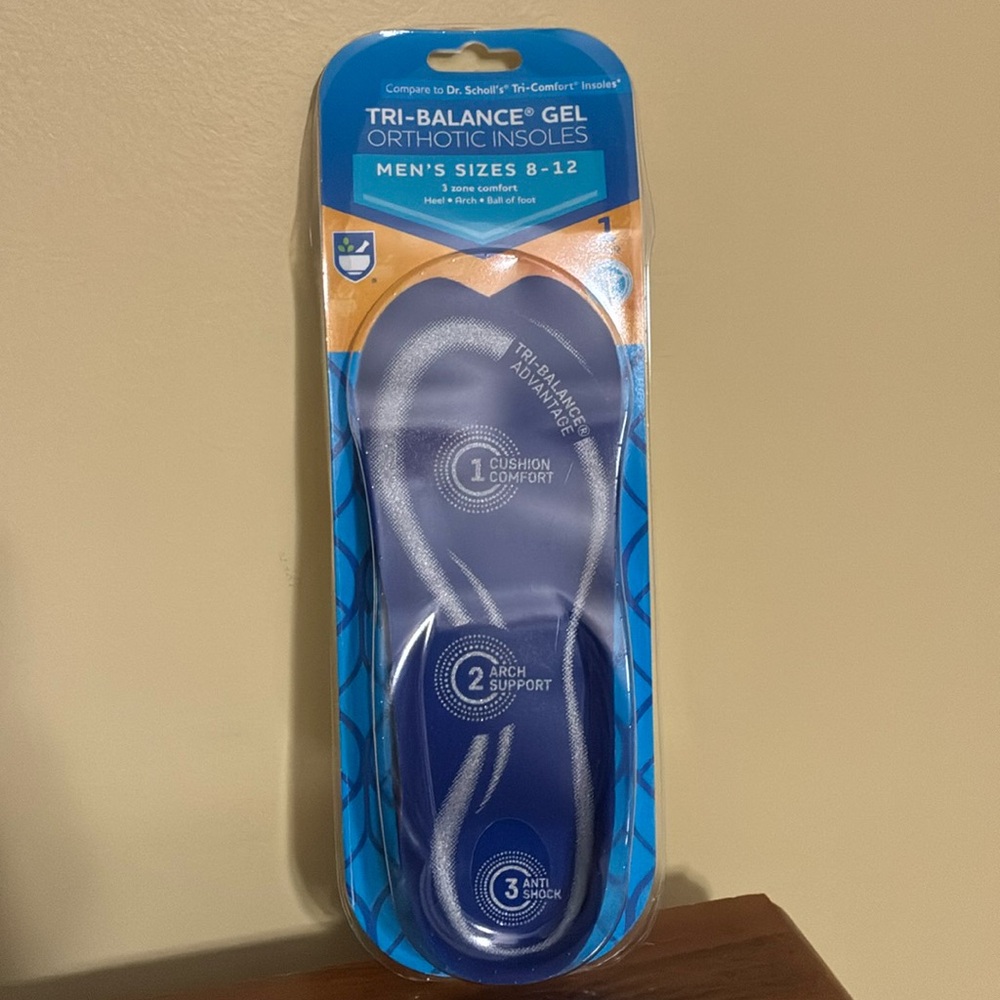 Compare to Dr. Scholl's® Tri-Comfort® Insoles*
TRI-BALANCE® GEL
ORTHOTIC INSOLES
MEN'S SIZES 8-12
3 zone comfort
Heel • Arch • Ball of foot
1
TRI-BALANCE®
ADVANTAGE
1 CUSHION
COMFORT
2 ARCH
SUPPORT
3 ANTI
SHOCK